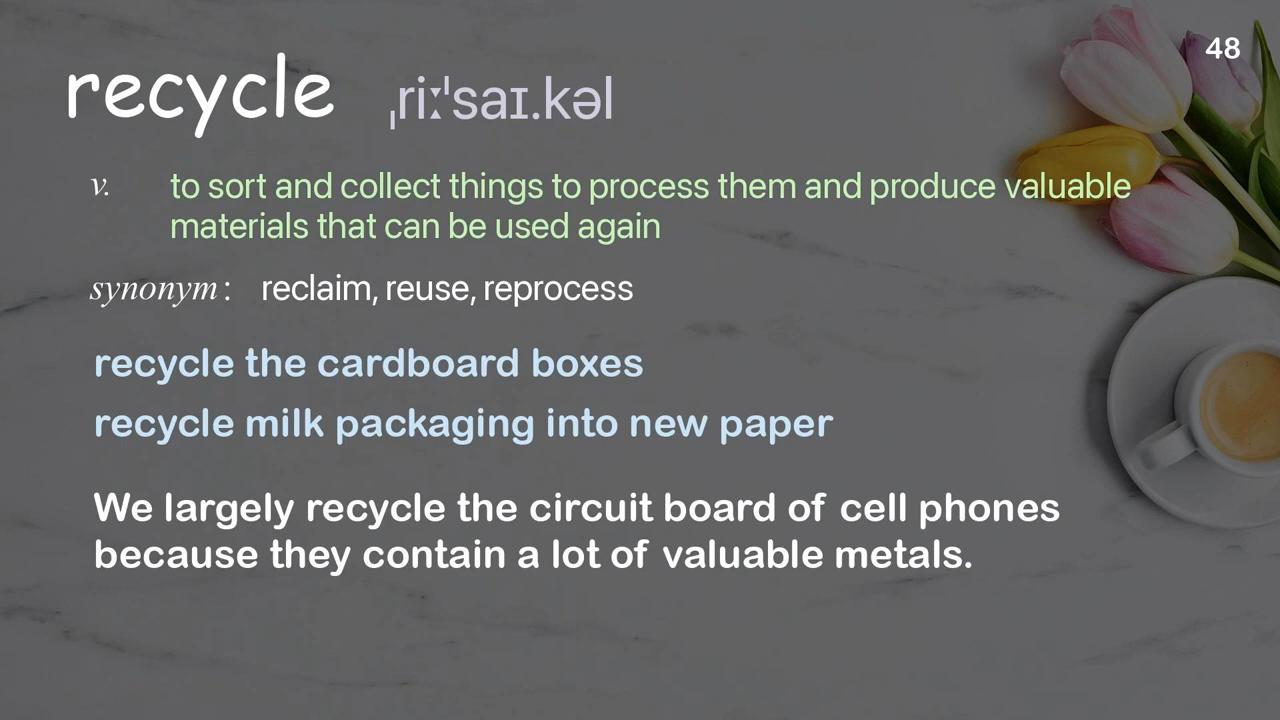 48
recycle ˌriːˈsaɪ.kəl
v. to sort and collect things to process them and produce valuable
materials that can be used again
synonym: reclaim, reuse, reprocess
recycle the cardboard boxes
recycle milk packaging into new paper
We largely recycle the circuit board of cell phones
because they contain a lot of valuable metals.